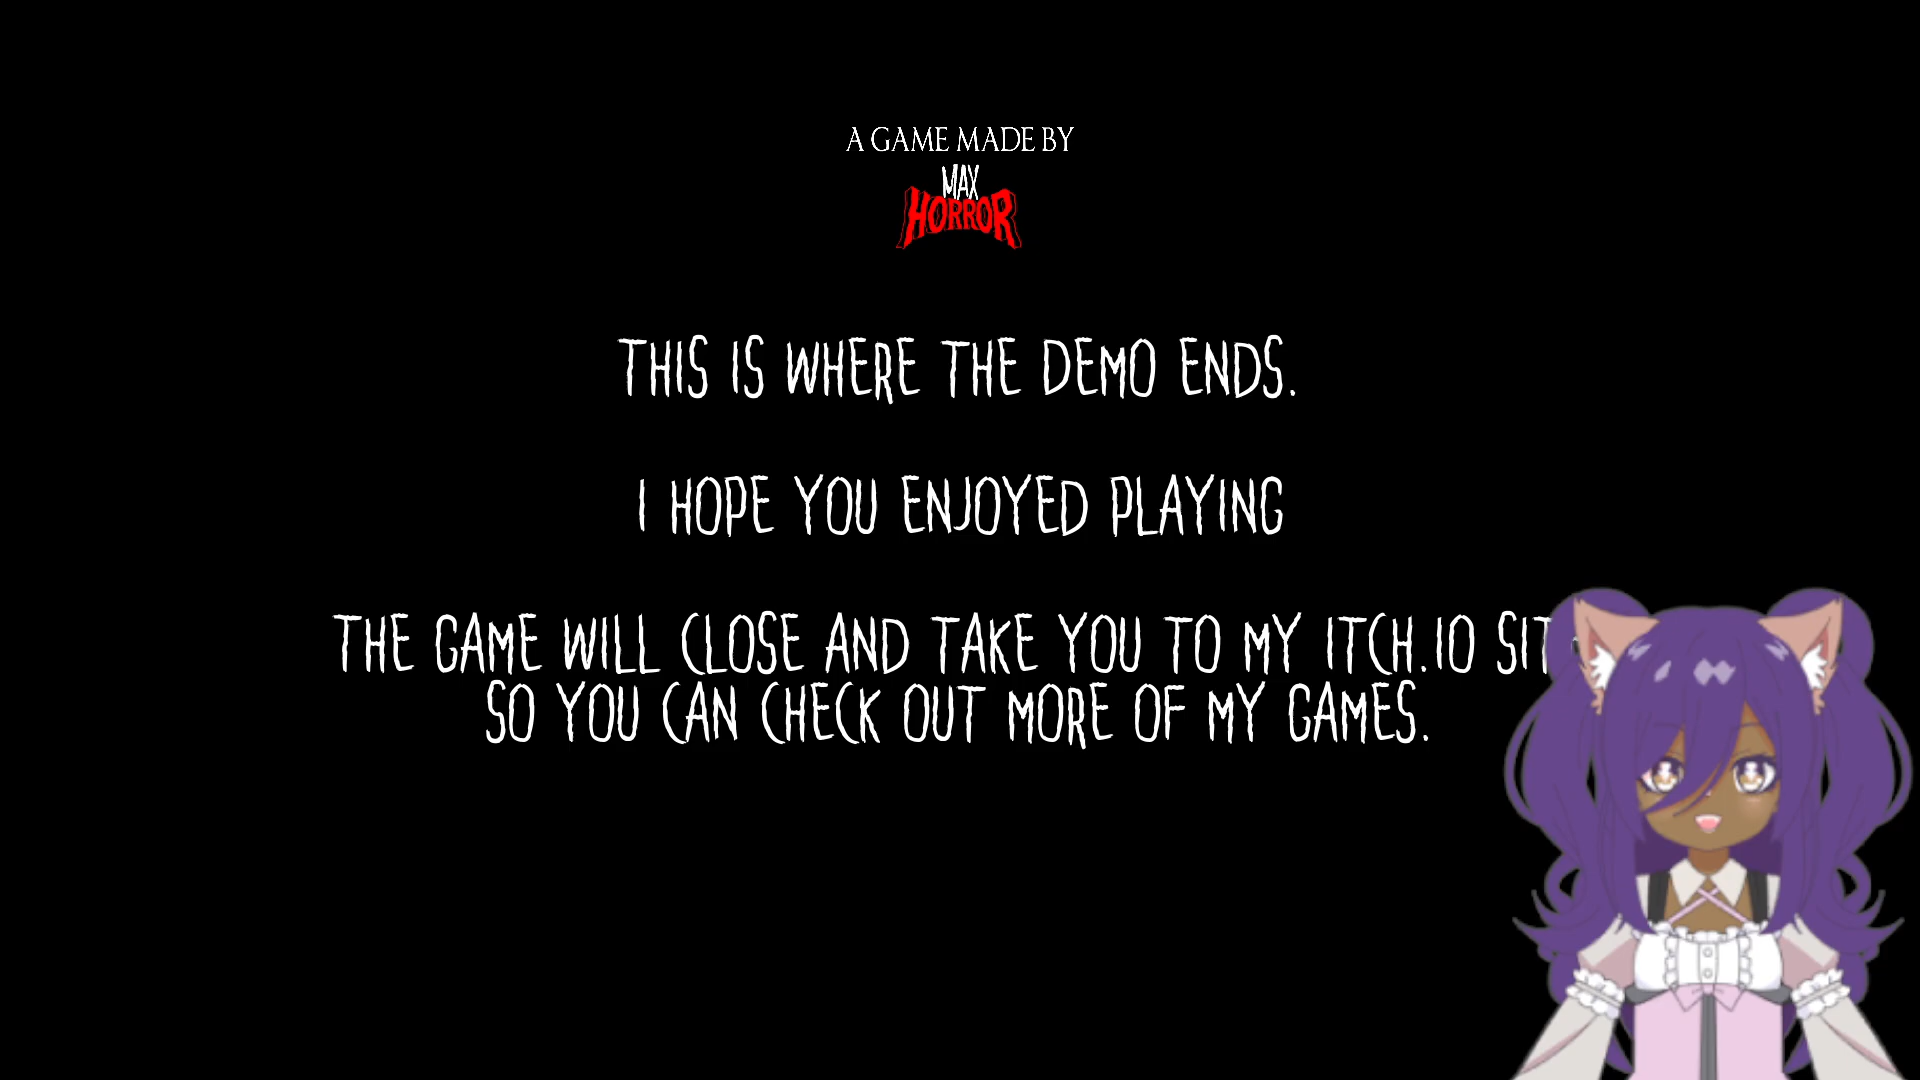 A GAME MADE BY
MAX
HORROR
THIS IS WHERE THE DEMO ENDS.
I HOPE YOU ENJOYED PLAYING
THE GAME WILL CLOSE AND TAKE YOU TO MY ITCH.IO
SO YOU CAN CHECK OUT MORE OF MY GAMES.